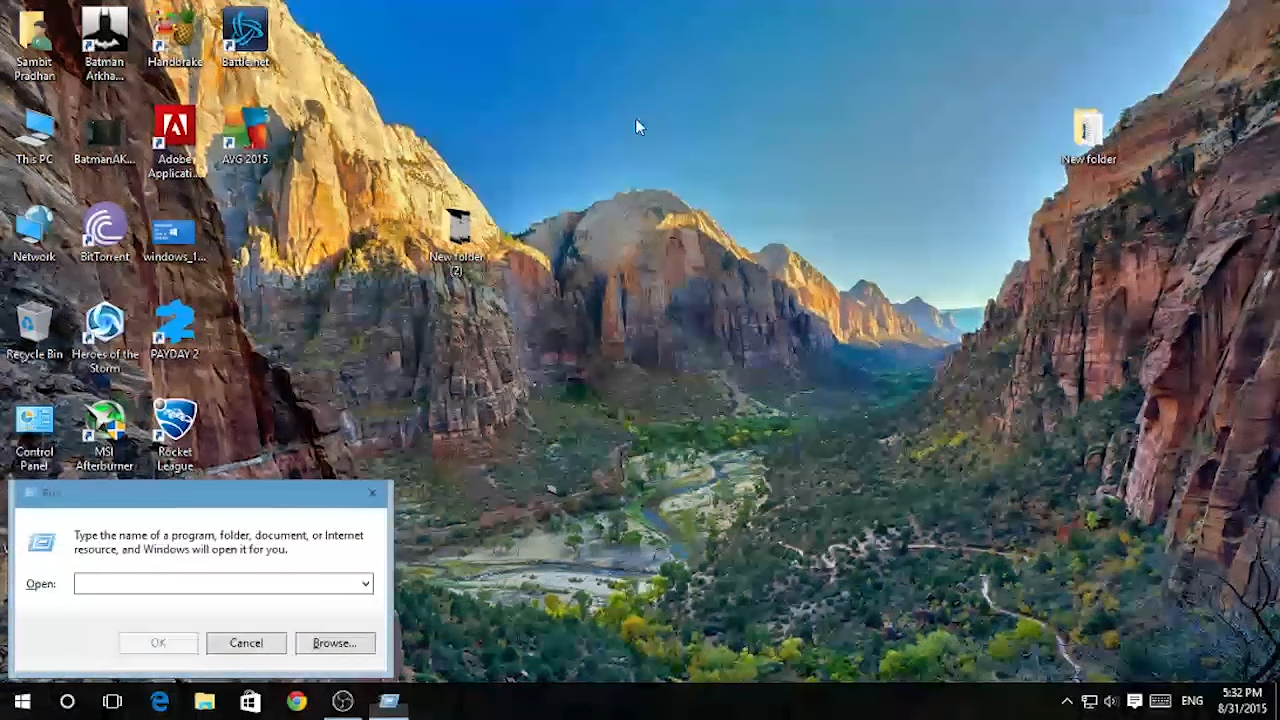 Sambit
Pradhan
Batman
Arkha...
Handbrake
Battle.net
This PC
BatmanAK...
Adobe
Applicati...
AVG 2015
New folder
Network
BitTorrent
windows_1...
New folder
(2)
Recycle Bin
Heroes of the
Storm
PAYDAY 2
Control
Panel
MSI
Afterburner
Rocket
League
Run
Type the name of a program, folder, document, or Internet
resource, and Windows will open it for you.
Open:
OK
Cancel
Browse...
ENG
5:32 PM
8/31/2015